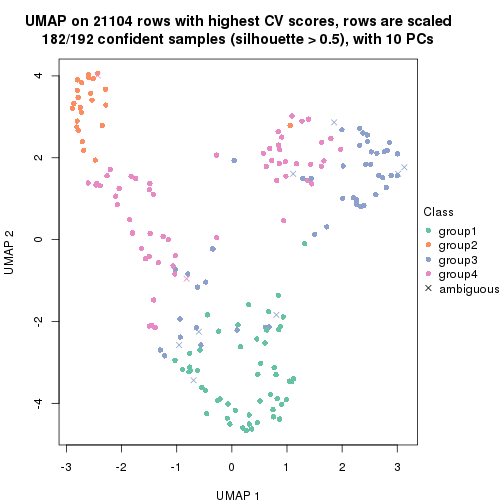 UMAP on 21104 rows with highest CV scores, rows are scaled
182/192 confident samples (silhouette > 0.5), with 10 PCs
4
2
0
-2
-4
UMAP 2
-3
-2
-1
0
1
2
3
UMAP 1
Class
group1
group2
group3
group4
ambiguous